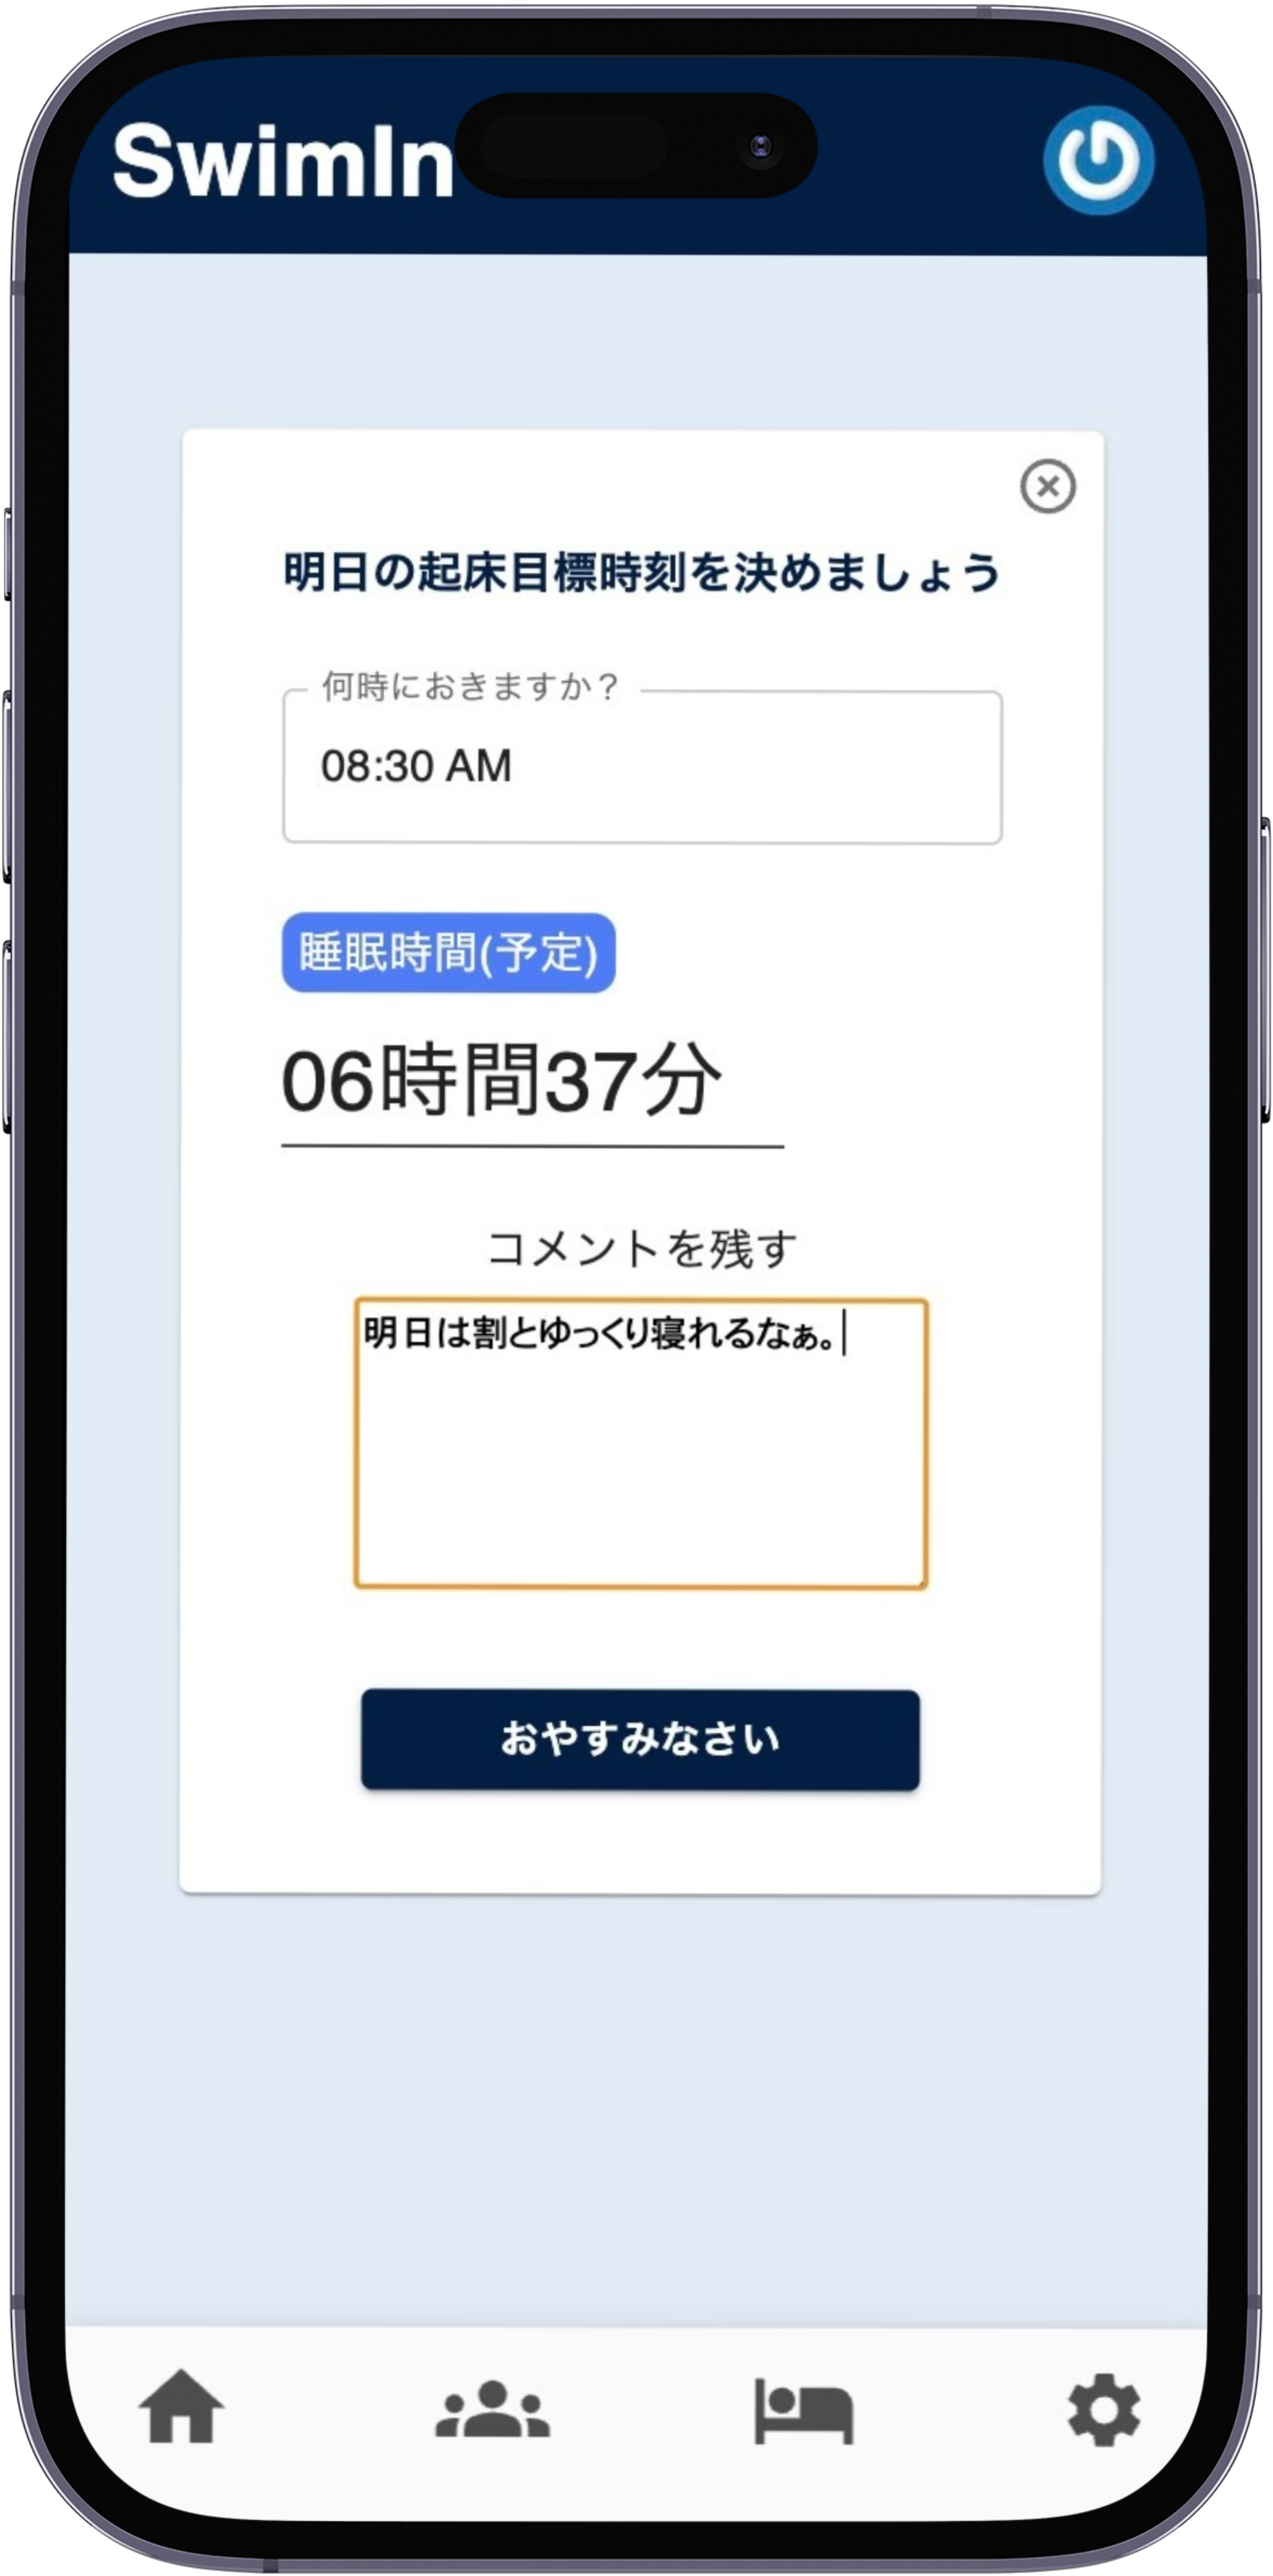 SwimIn
明日の起床目標時刻を決めましょう
何時におきますか？
08:30 AM
睡眠時間(予定)
06時間37分
コメントを残す
明日は割とゆっくり寝れるなぁ。
おやすみなさい